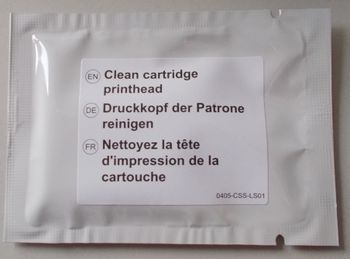 EN Clean cartridge
printhead
DE Druckkopf der Patrone
reinigen
FR Nettoyez la tête
d'impression de la
cartouche
0405-CSS-LS01